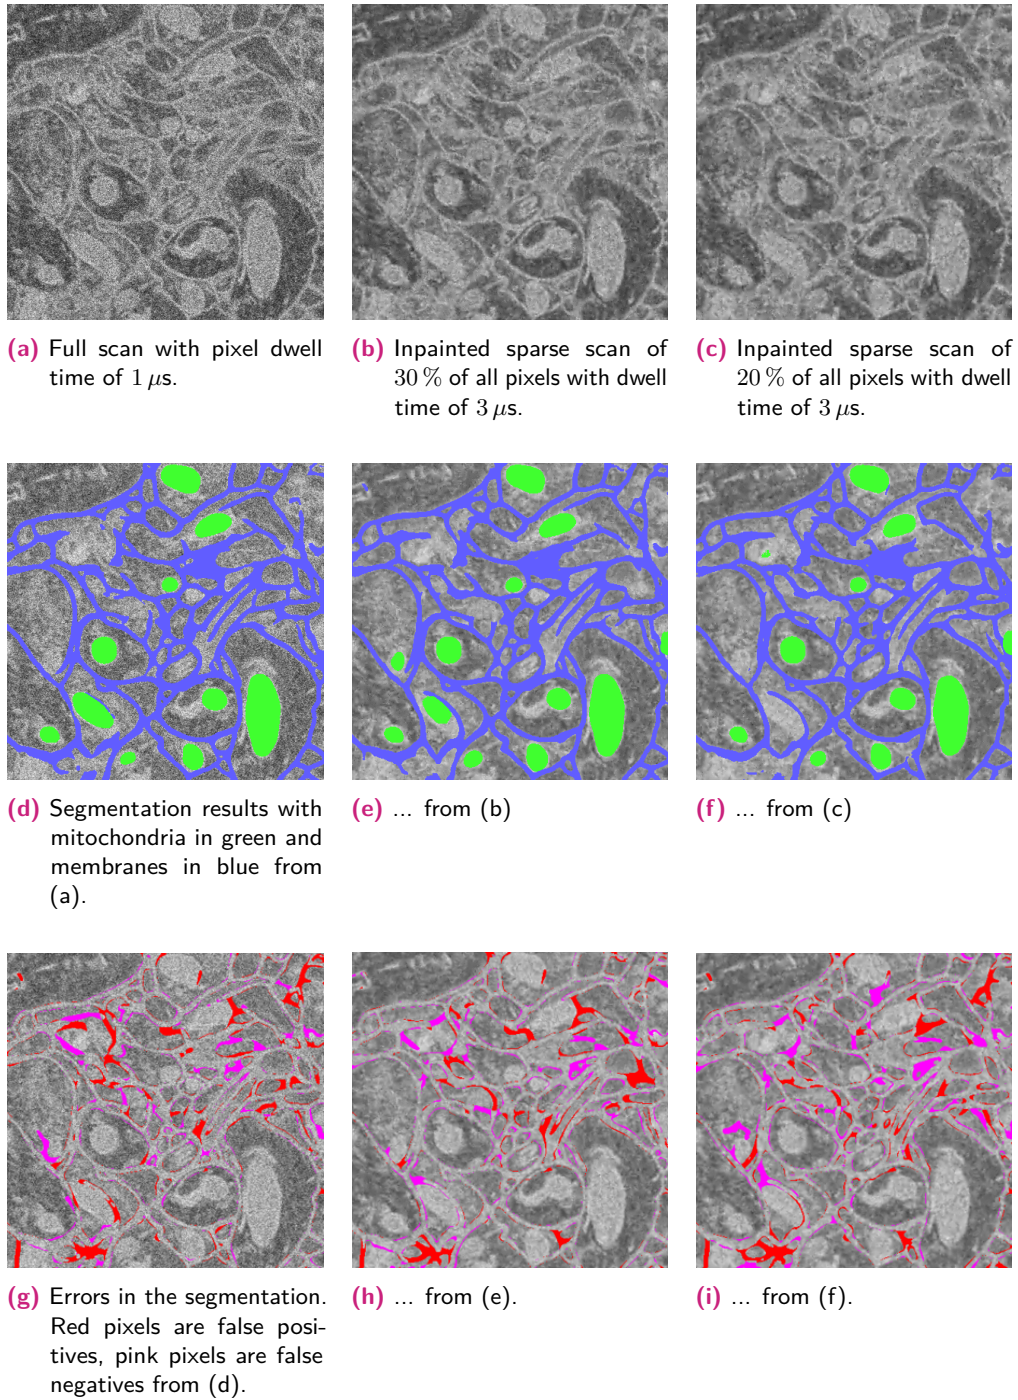 (a) Full scan with pixel dwell
time of 1 μs.
(b) Inpainted sparse scan of
30 % of all pixels with dwell
time of 3 μs.
(c) Inpainted sparse scan of
20 % of all pixels with dwell
time of 3 μs.
(d) Segmentation results with
mitochondria in green and
membranes in blue from
(a).
(e) ... from (b)
(f) ... from (c)
(g) Errors in the segmentation.
Red pixels are false posi-
tives, pink pixels are false
negatives from (d).
(h) ... from (e).
(i) ... from (f).